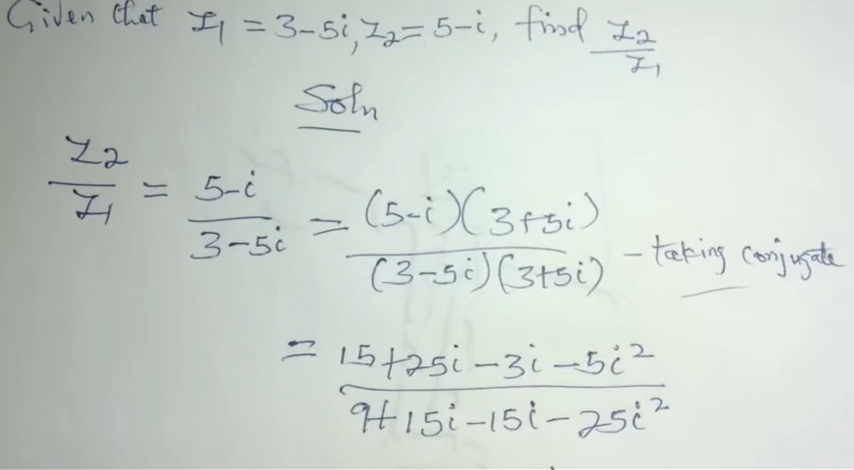 Given that Z₁ = 3-5i, Z₂ = 5-i, find Z₂/Z₁
Soln
Z₂/Z₁ = (5-i)/(3-5i) = (5-i)(3+5i)/(3-5i)(3+5i) - taking conjugate
= (15+25i-3i-5i²)/(9+15i-15i-25i²)